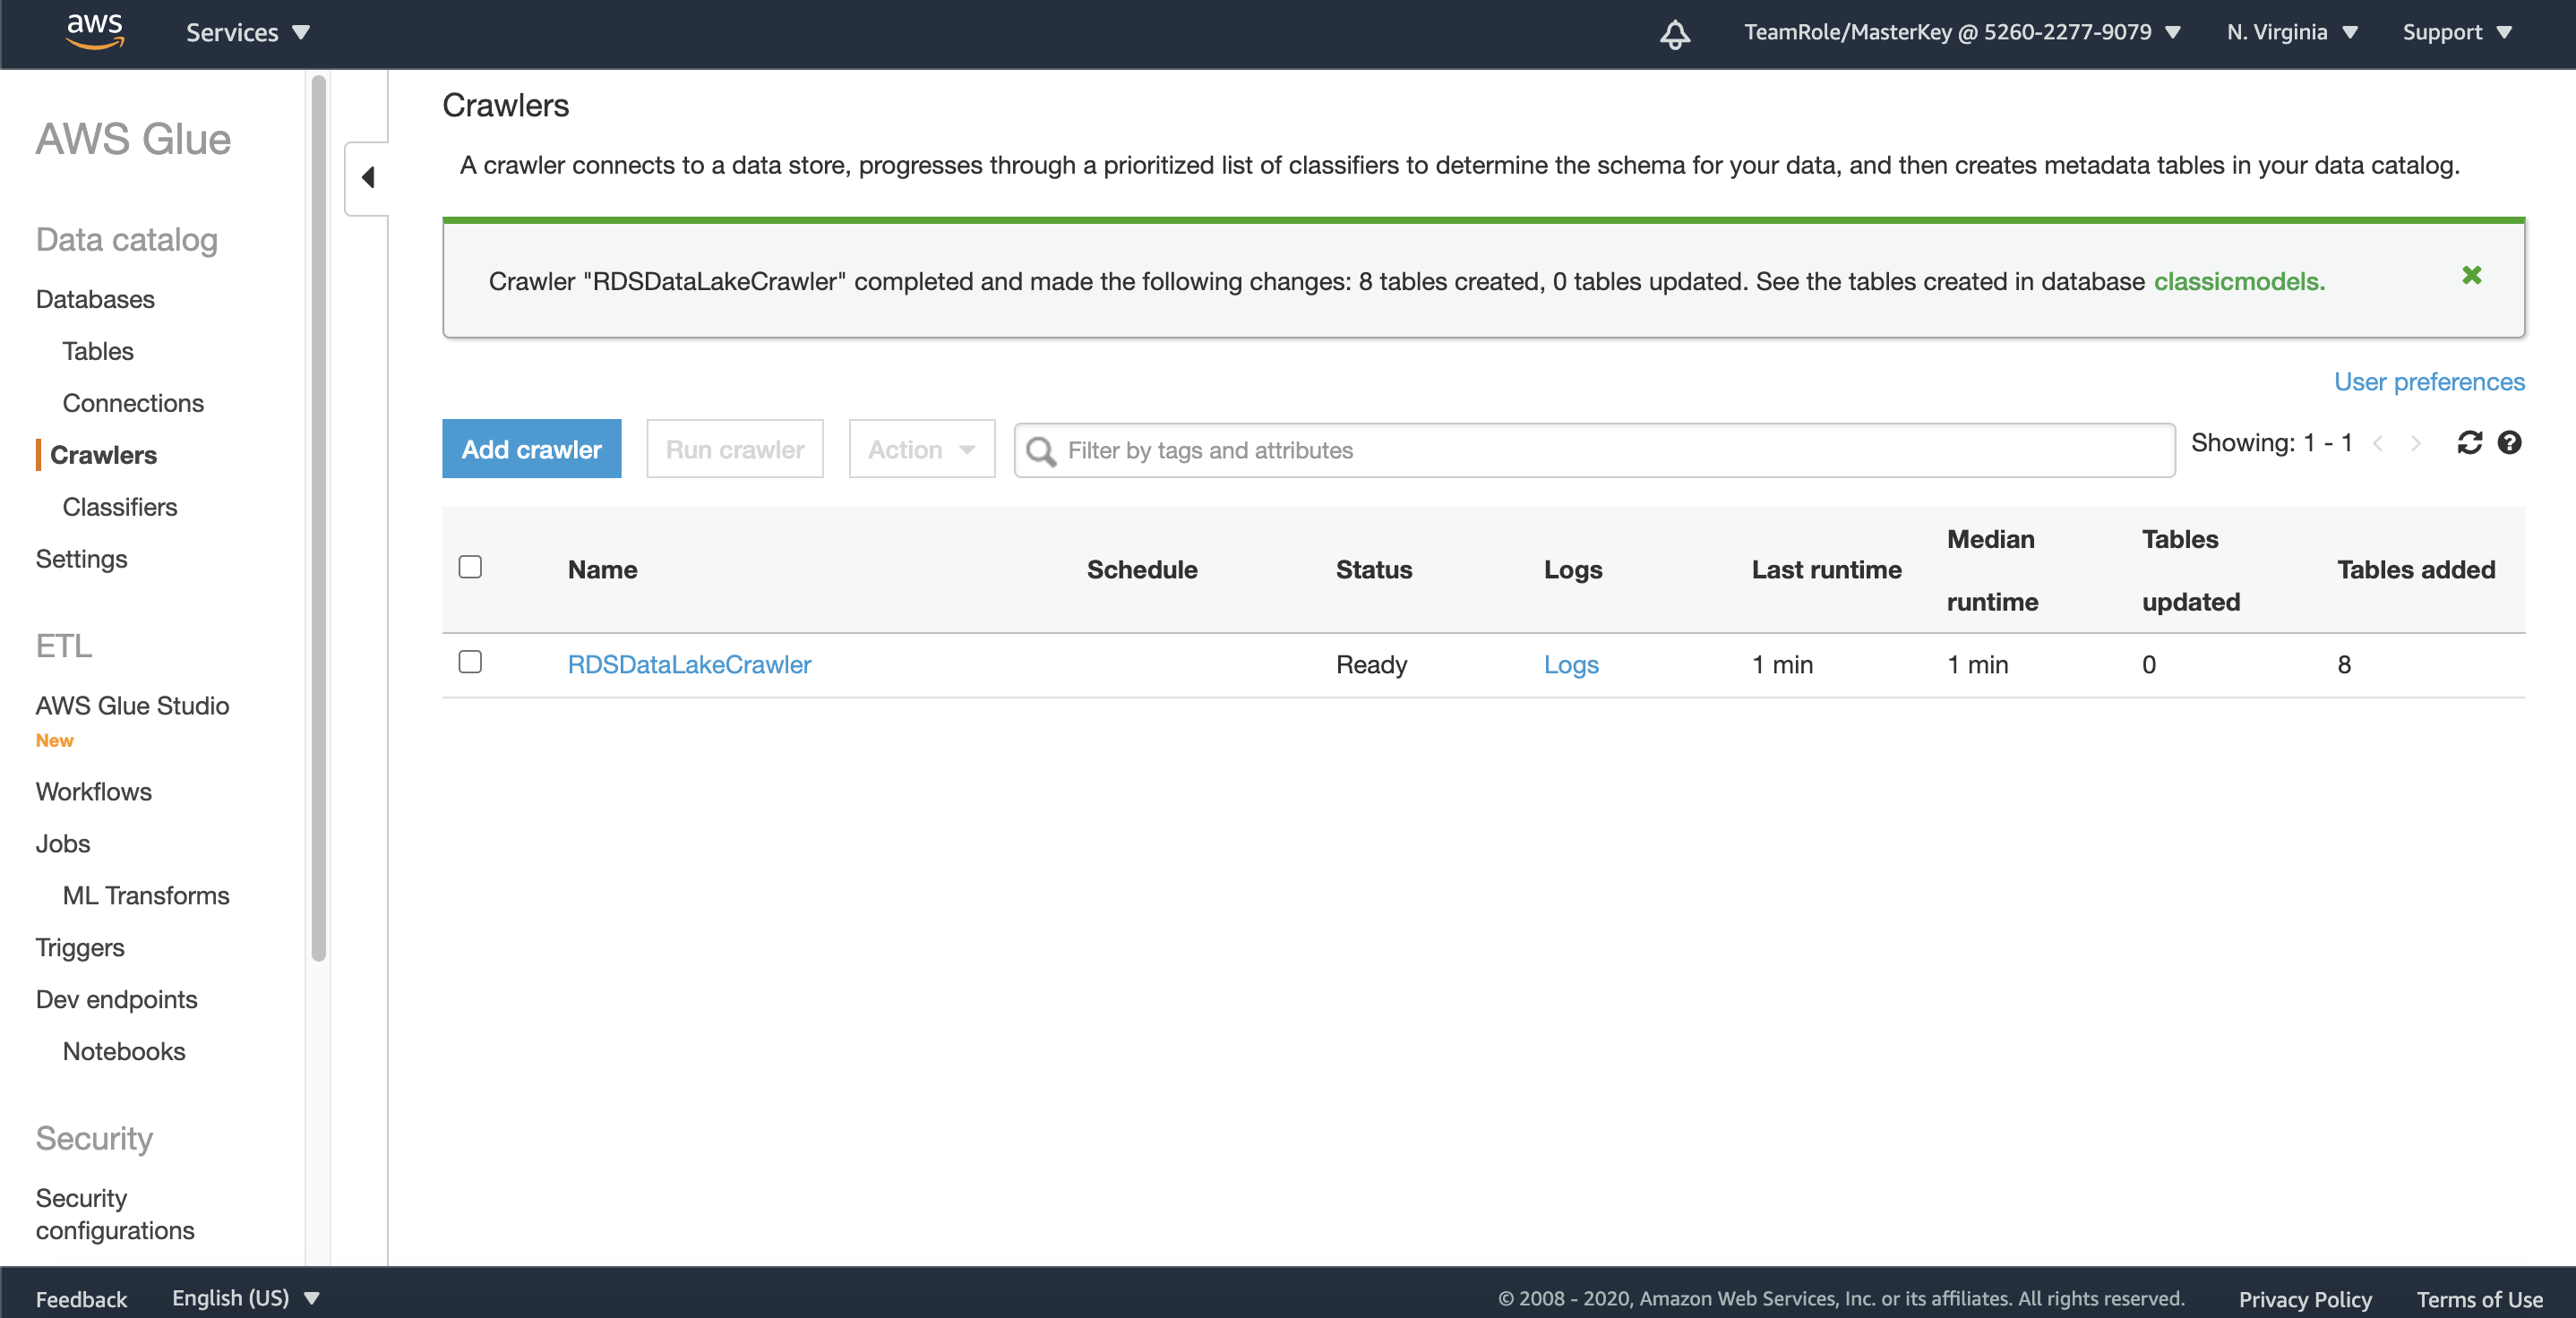 aws Services TeamRole/MasterKey @ 5260-2277-9079 N. Virginia Support
AWS Glue
Data catalog
Databases
Tables
Connections
Crawlers
Classifiers
Settings
ETL
AWS Glue Studio
New
Workflows
Jobs
ML Transforms
Triggers
Dev endpoints
Notebooks
Security
Security
configurations
Crawlers
A crawler connects to a data store, progresses through a prioritized list of classifiers to determine the schema for your data, and then creates metadata tables in your data catalog.
Crawler "RDSDataLakeCrawler" completed and made the following changes: 8 tables created, 0 tables updated. See the tables created in database classicmodels.
User preferences
Add crawler Run crawler Action Filter by tags and attributes Showing: 1 - 1
Name Schedule Status Logs Last runtime Median runtime Tables updated Tables added
RDSDataLakeCrawler Ready Logs 1 min 1 min 0 8
Feedback English (US) © 2008 - 2020, Amazon Web Services, Inc. or its affiliates. All rights reserved. Privacy Policy Terms of Use